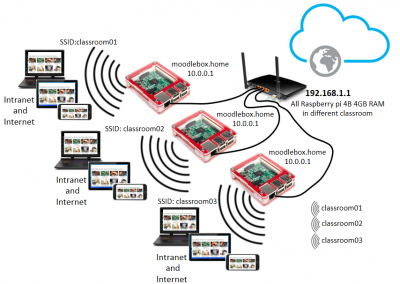 SSID:classroom01
moodlebox.home
10.0.0.1
192.168.1.1
All Raspberry pi 4B 4GB RAM
in different classroom
Intranet
and
Internet
SSID: classroom02
moodlebox.home
10.0.0.1
Intranet
and
Internet
SSID: classroom03
moodlebox.home
10.0.0.1
Intranet
and
Internet
classroom01
classroom02
classroom03